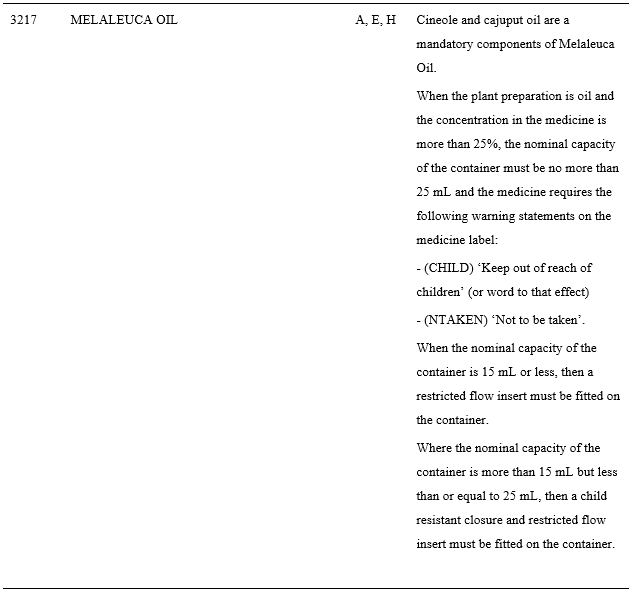 3217 MELALEUCA OIL A, E, H Cineole and cajuput oil are a
mandatory components of Melaleuca
Oil.
When the plant preparation is oil and
the concentration in the medicine is
more than 25%, the nominal capacity
of the container must be no more than
25 mL and the medicine requires the
following warning statements on the
medicine label:
- (CHILD) ‘Keep out of reach of
children’ (or word to that effect)
- (NTAKEN) ‘Not to be taken’.
When the nominal capacity of the
container is 15 mL or less, then a
restricted flow insert must be fitted on
the container.
Where the nominal capacity of the
container is more than 15 mL but less
than or equal to 25 mL, then a child
resistant closure and restricted flow
insert must be fitted on the container.